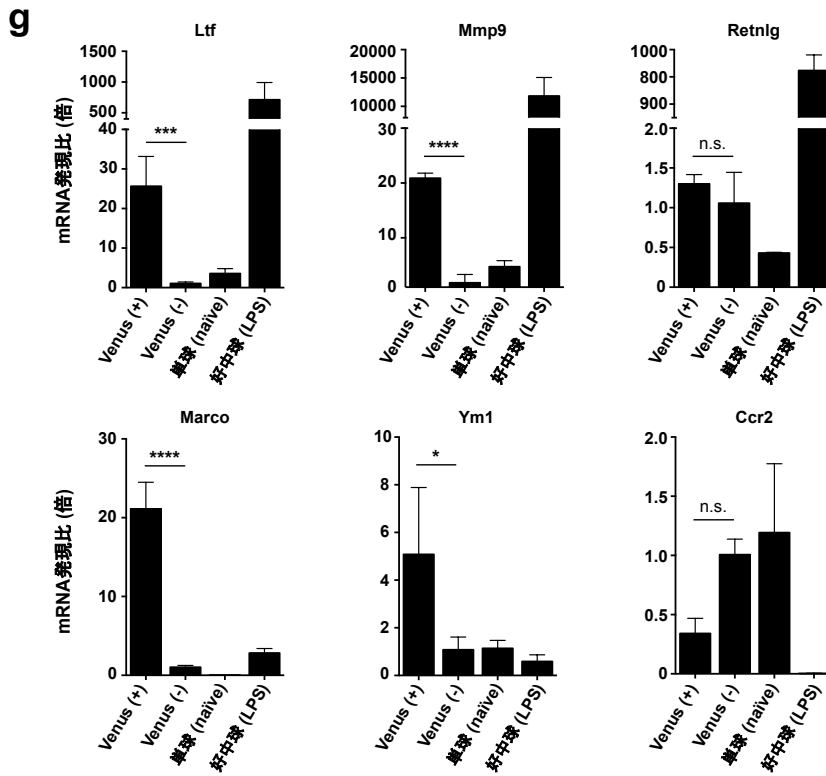 g
Ltf
mRNA発現比 (倍)
1500
1000
500
40
30
20
10
0
***
Venus (+)
Venus (-)
単球 (naïve)
好中球 (LPS)
Mmp9
20000
15000
10000
30
20
10
0
****
Venus (+)
Venus (-)
単球 (naïve)
好中球 (LPS)
Retnlg
1000
800
900
2.0
1.5
1.0
0.5
0
n.s.
Venus (+)
Venus (-)
単球 (naïve)
好中球 (LPS)
Marco
mRNA発現比 (倍)
30
20
10
0
****
Venus (+)
Venus (-)
単球 (naïve)
好中球 (LPS)
Ym1
10
8
6
4
2
0
*
Venus (+)
Venus (-)
単球 (naïve)
好中球 (LPS)
Ccr2
2.0
1.5
1.0
0.5
0
n.s.
Venus (+)
Venus (-)
単球 (naïve)
好中球 (LPS)